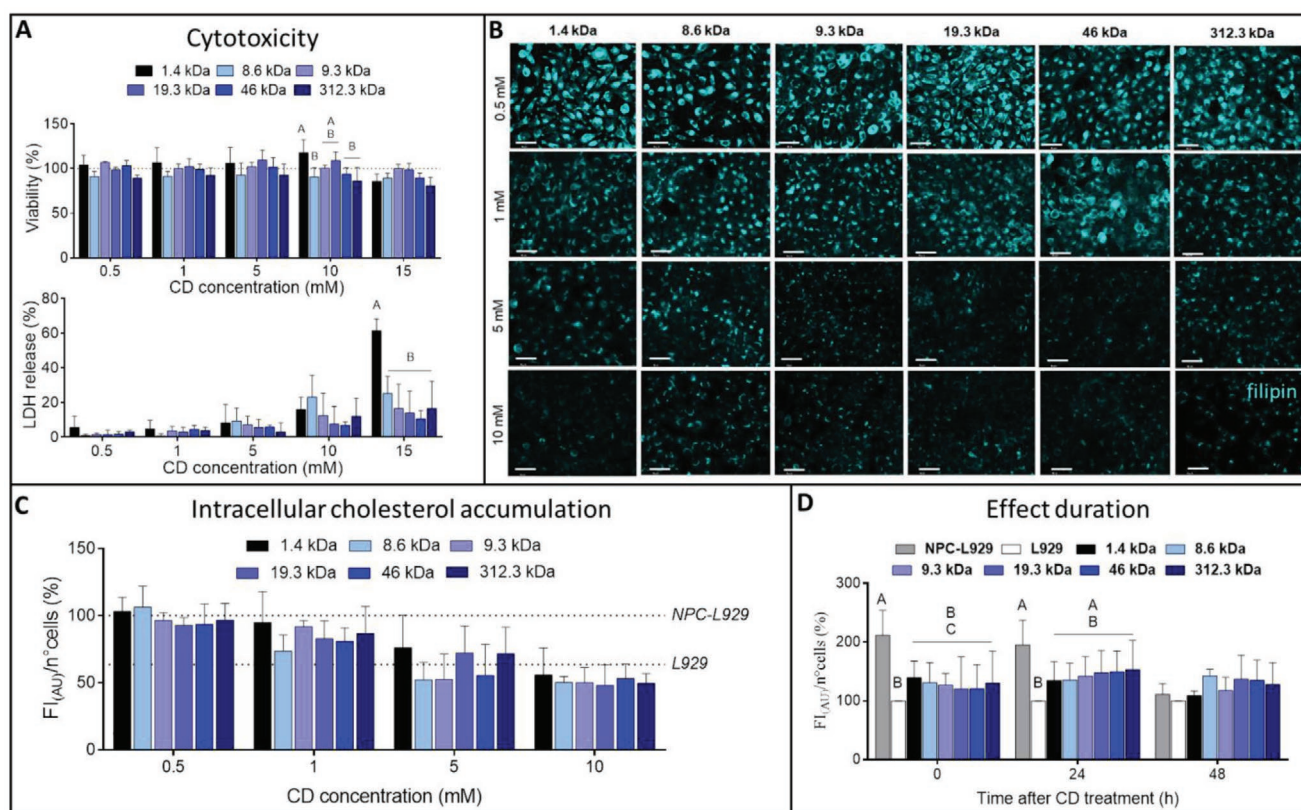 A
Cytotoxicity
1.4 kDa 8.6 kDa 9.3 kDa
19.3 kDa 46 kDa 312.3 kDa
Viability (%)
150
100
50
0
A
B
A
B
B
0.5 1 5 10 15
CD concentration (mM)
LDH release (%)
80
60
40
20
0
A
B
0.5 1 5 10 15
CD concentration (mM)
B
1.4 kDa 8.6 kDa 9.3 kDa 19.3 kDa 46 kDa 312.3 kDa
0.5 mM
1 mM
5 mM
10 mM
filipin
C
Intracellular cholesterol accumulation
1.4 kDa 8.6 kDa 9.3 kDa
19.3 kDa 46 kDa 312.3 kDa
FI(AU)/n°cells (%)
150
100
50
0
NPC-L929
L929
0.5 1 5 10
CD concentration (mM)
D
Effect duration
NPC-L929 L929 1.4 kDa 8.6 kDa
9.3 kDa 19.3 kDa 46 kDa 312.3 kDa
FI(AU)/n°cells (%)
300
200
100
0
A
B
B
C
A
B
A
B
0 24 48
Time after CD treatment (h)